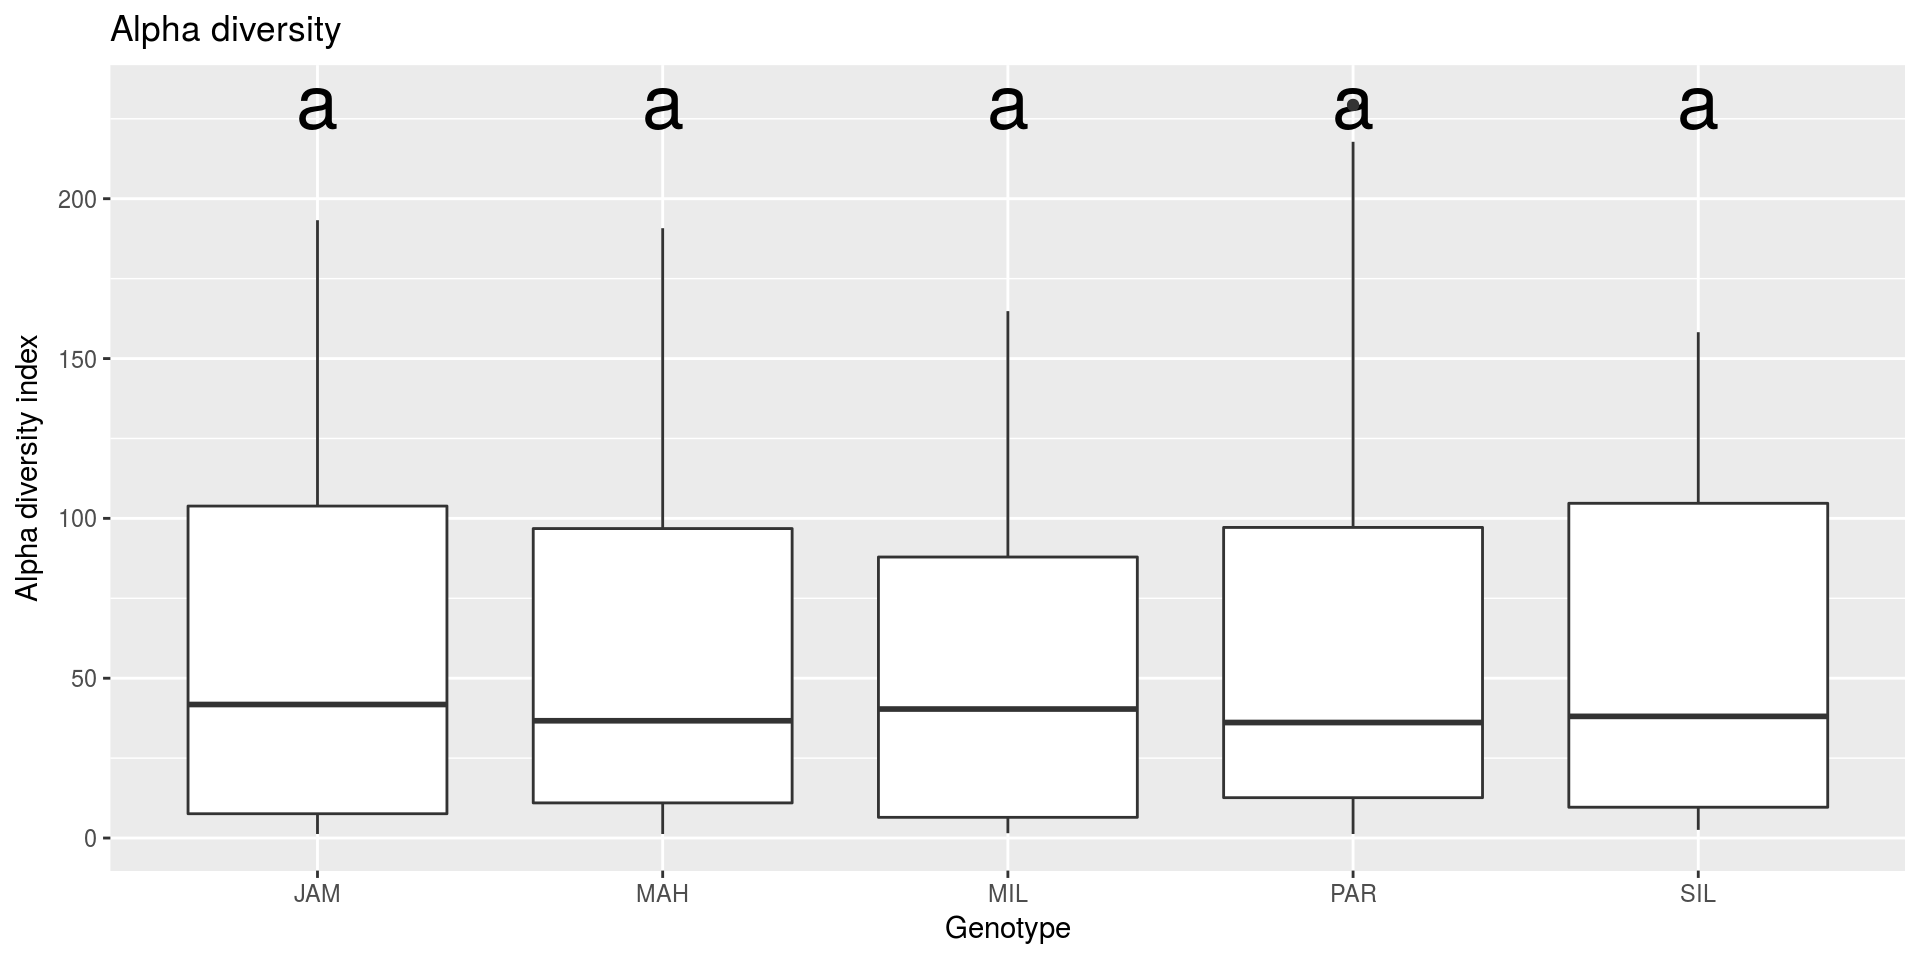 Alpha diversity
a a a a a
200
150
100
50
0
Alpha diversity index
JAM MAH MIL PAR SIL
Genotype